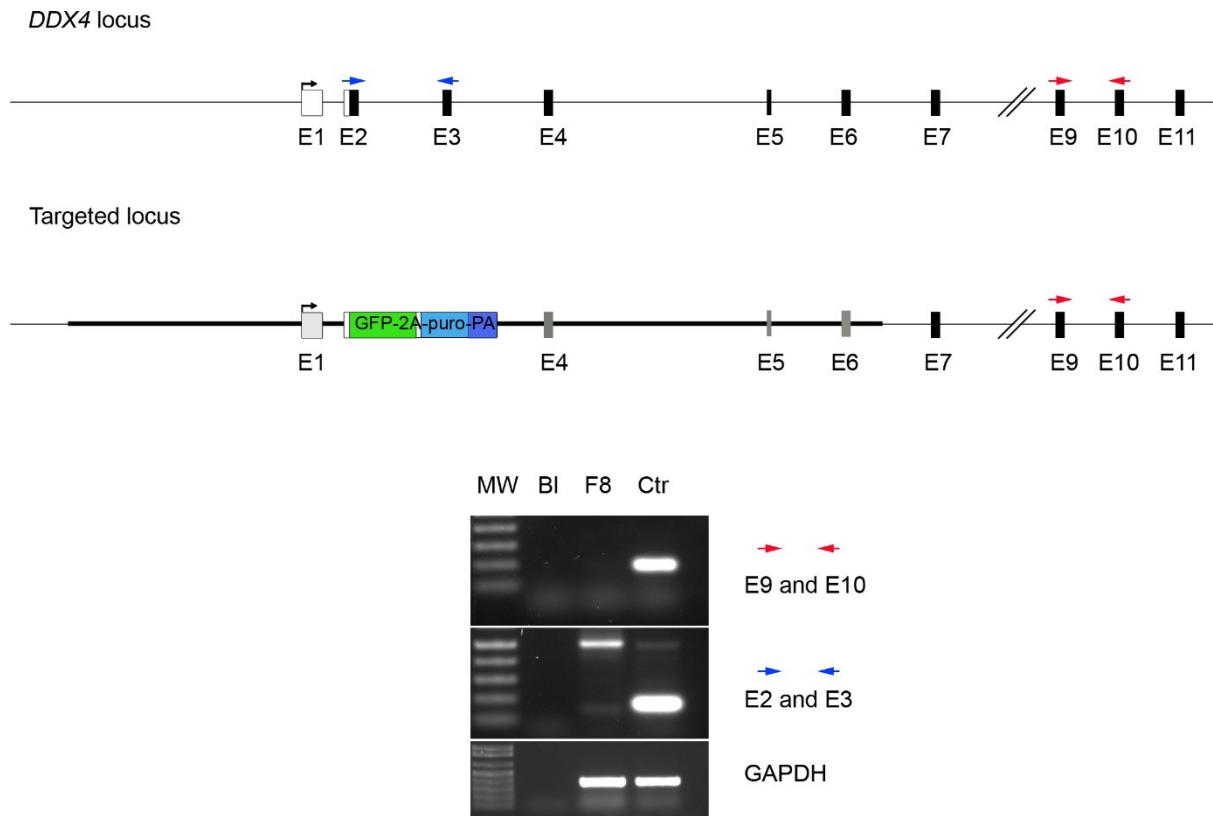 DDX4 locus
E1 E2 E3 E4 E5 E6 E7 E9 E10 E11
Targeted locus
GFP-2A-puro-PA
E1 E4 E5 E6 E7 E9 E10 E11
MW Bl F8 Ctr
E9 and E10
E2 and E3
GAPDH